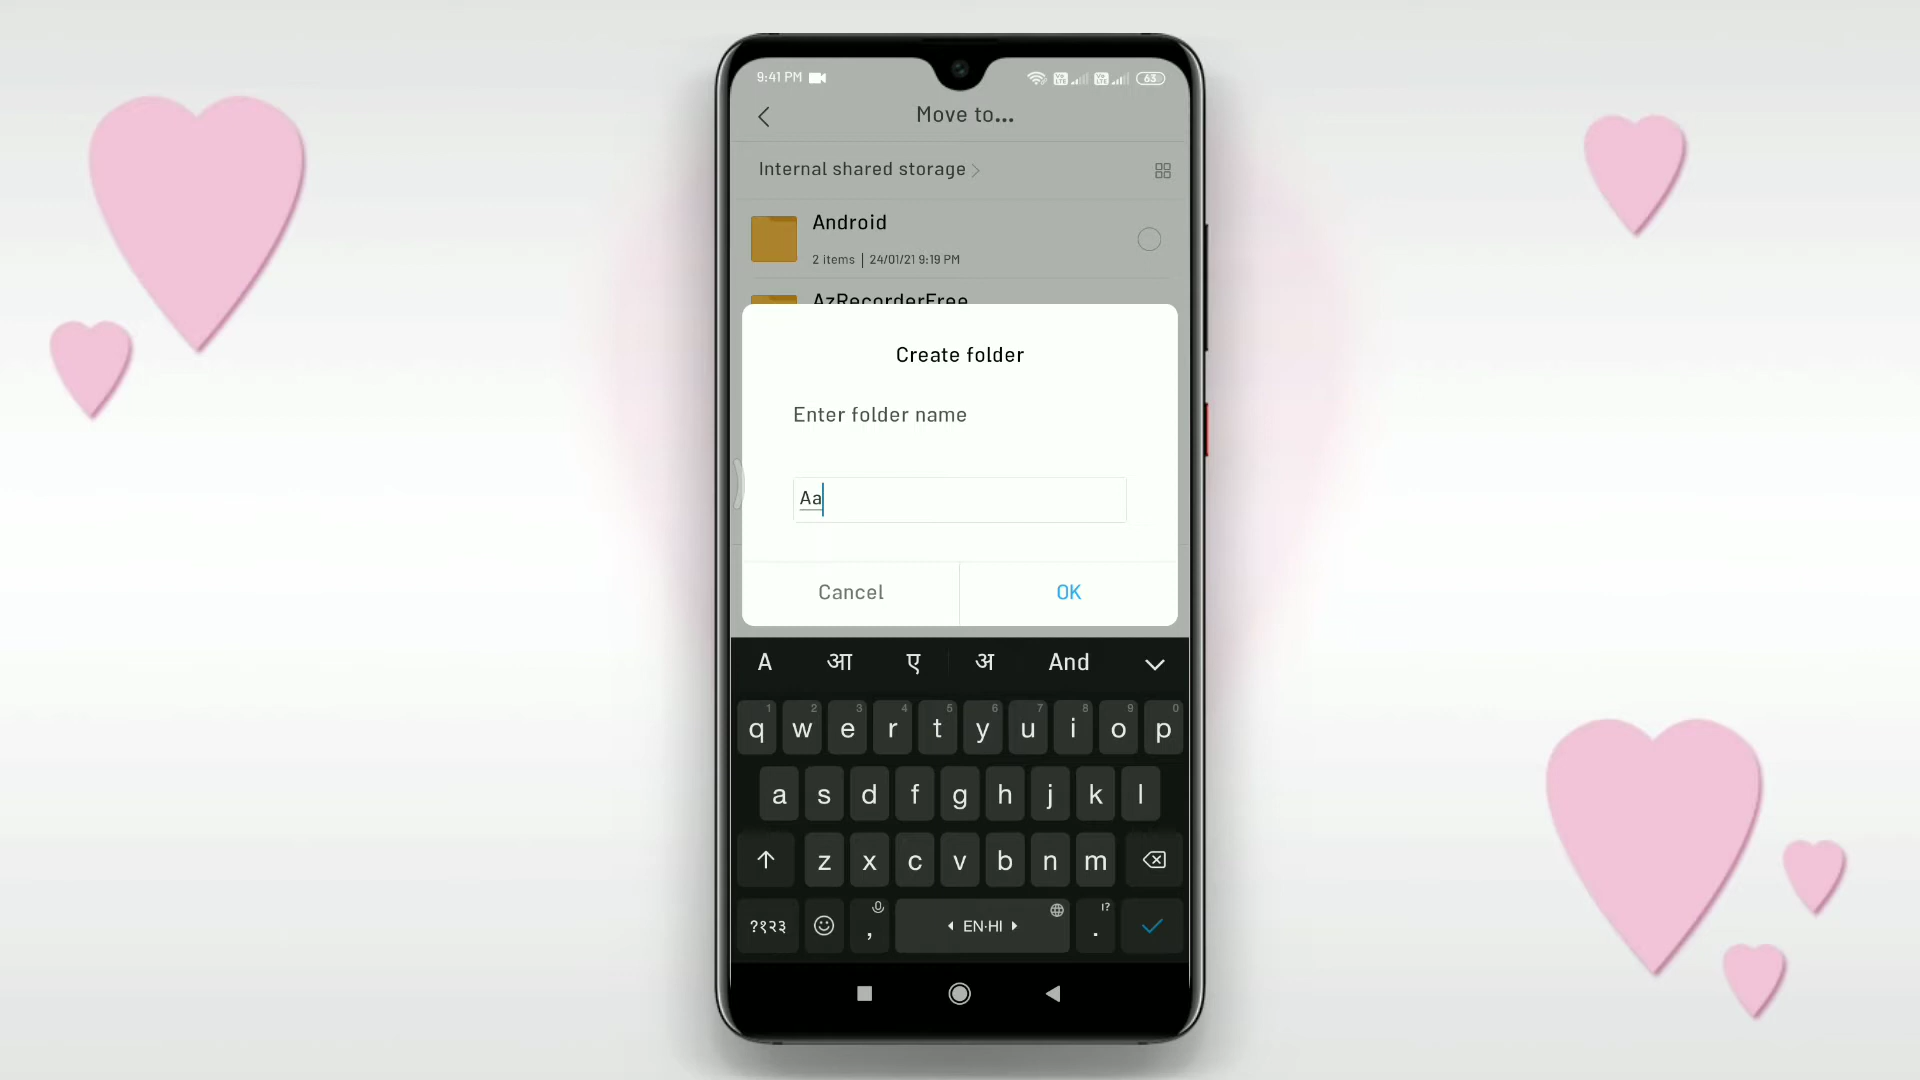 9:41 PM
63
Move to...
Internal shared storage
Android
2 items | 24/01/21 9:19 PM
AzRecorderFree
Create folder
Enter folder name
Aa
Cancel
OK
A आ ए अ And
1 2 3 4 5 6 7 8 9 0
q w e r t y u i o p
a s d f g h j k l
z x c v b n m
?१२३ , EN·HI !? .